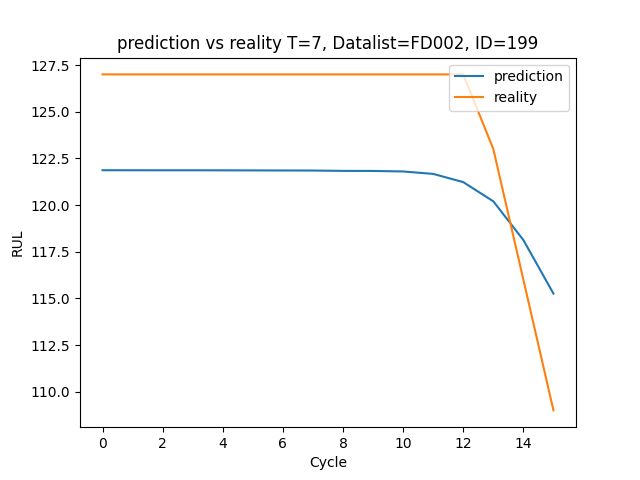 prediction vs reality T=7, Datalist=FD002, ID=199
127.5
125.0
122.5
120.0
117.5
115.0
112.5
110.0
RUL
prediction
reality
0 2 4 6 8 10 12 14
Cycle